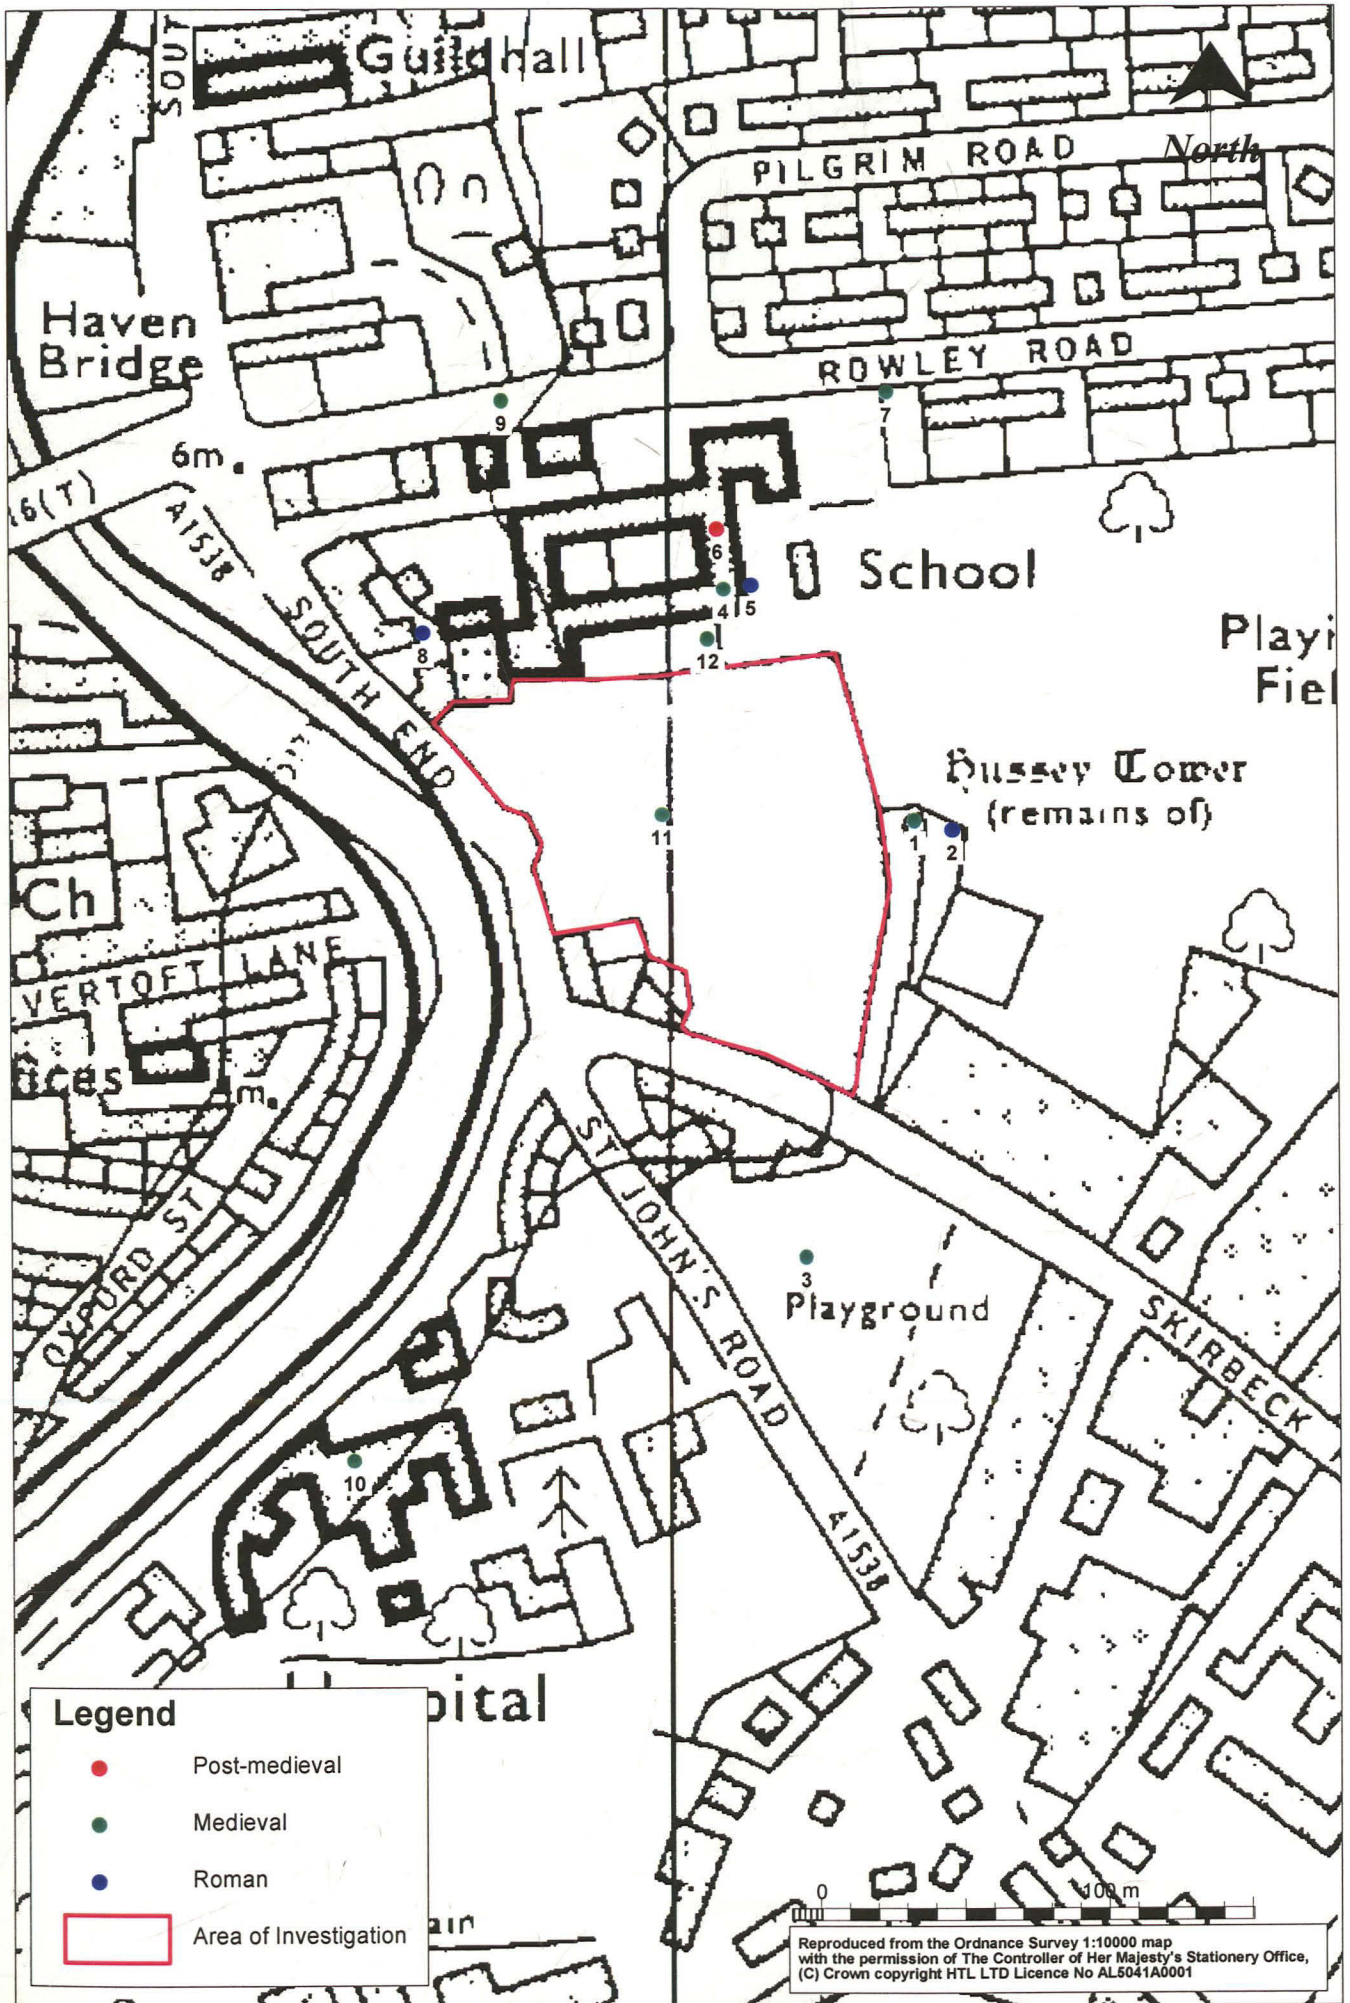 SOUT
Guildhall
PILGRIM ROAD
North
Haven
Bridge
ROWLEY ROAD
7
9
6m.
16(T)
A1538
6
School
4
5
8
12
SOUTH END
Playi
Fiel
Hussey Tower
(remains of)
11
1
2
Ch
VERTOFT LANE
aces
m.
ST JOHN'S ROAD
3
Playground
SKIRBECK
OXFORD ST
10
A1538
pital
Legend
Post-medieval
Medieval
Roman
Area of Investigation
0
100 m
Reproduced from the Ordnance Survey 1:10000 map
with the permission of The Controller of Her Majesty's Stationery Office,
(C) Crown copyright HTL LTD Licence No AL5041A0001